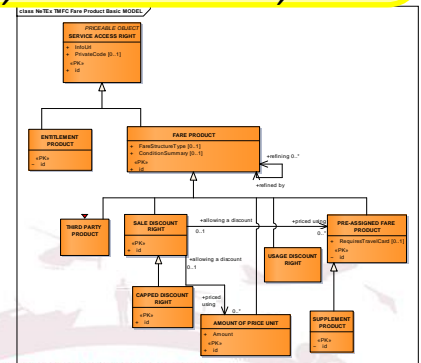 class NeTEx TMFC Fare Product Basic MODEL
PRICEABLE OBJECT
SERVICE ACCESS RIGHT
+ InfoUrl
+ PrivateCode [0..1]
«PK»
+ id
ENTITLEMENT
PRODUCT
«PK»
- id
FARE PRODUCT
+ FareStructureType [0..1]
+ ConditionSummary [0..1]
«PK»
+ id
+refining 0..*
+refined by
THIRD PARTY
PRODUCT
SALE DISCOUNT
RIGHT
«PK»
+ id
+allowing a discount
0..1
+priced using
0..*
PRE-ASSIGNED FARE
PRODUCT
+ RequiresTravelCard [0..1]
«PK»
- id
+allowing a discount
0..1
USAGE DISCOUNT
RIGHT
CAPPED DISCOUNT
RIGHT
«PK»
+ id
+priced
using
0..*
AMOUNT OF PRICE UNIT
+ Amount
«PK»
+ id
SUPPLEMENT
PRODUCT
«PK»
- id